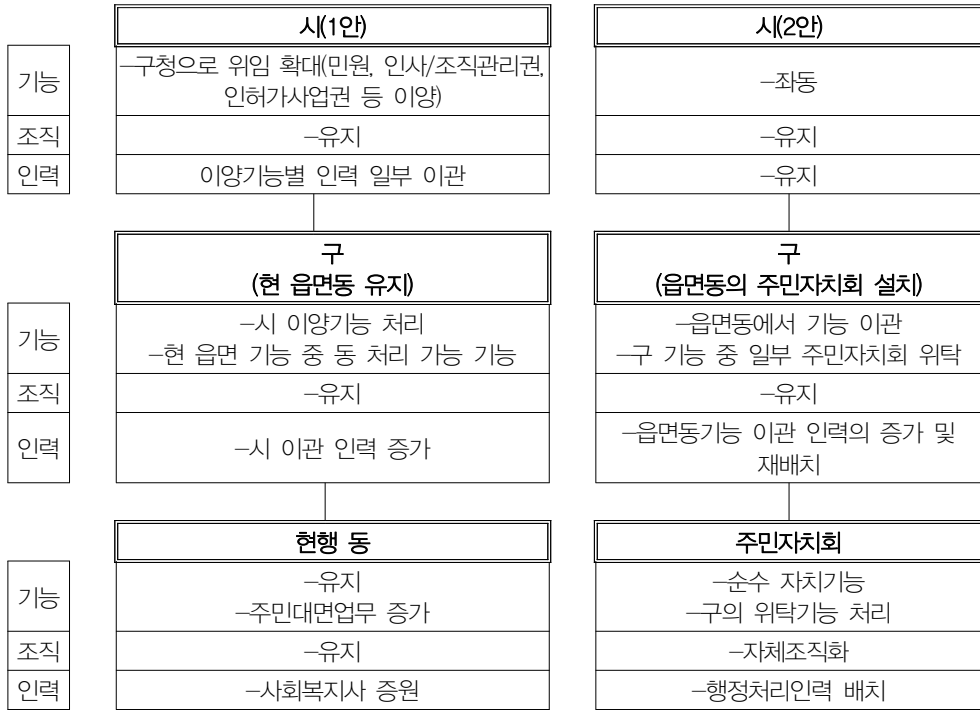 시(1안)
시(2안)
기능
–구청으로 위임 확대(민원, 인사/조직관리권,
인허가사업권 등 이양)
–좌동
조직
–유지
–유지
인력
이양기능별 인력 일부 이관
–유지
구
(현 읍면동 유지)
구
(읍면동의 주민자치회 설치)
기능
–시 이양기능 처리
–현 읍면 기능 중 동 처리 가능 기능
–읍면동에서 기능 이관
–구 기능 중 일부 주민자치회 위탁
조직
–유지
–유지
인력
–시 이관 인력 증가
–읍면동기능 이관 인력의 증가 및
재배치
현행 동
주민자치회
기능
–유지
–주민대면업무 증가
–순수 자치기능
–구의 위탁기능 처리
조직
–유지
–자체조직화
인력
–사회복지사 증원
–행정처리인력 배치